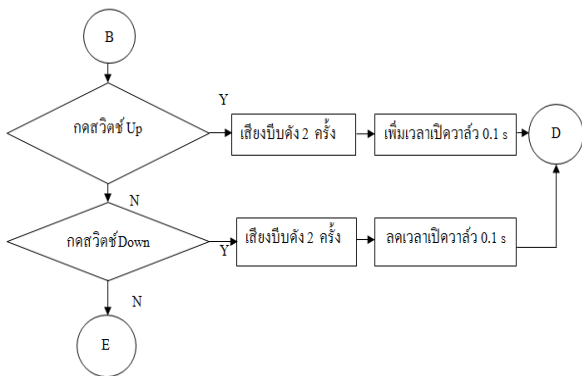 B
กดสวิตช์ Up
Y
เสียงบีบดัง 2 ครั้ง
เพิ่มเวลาเปิดวาล์ว 0.1 s
D
N
กดสวิตช์ Down
Y
เสียงบีบดัง 2 ครั้ง
ลดเวลาเปิดวาล์ว 0.1 s
N
E